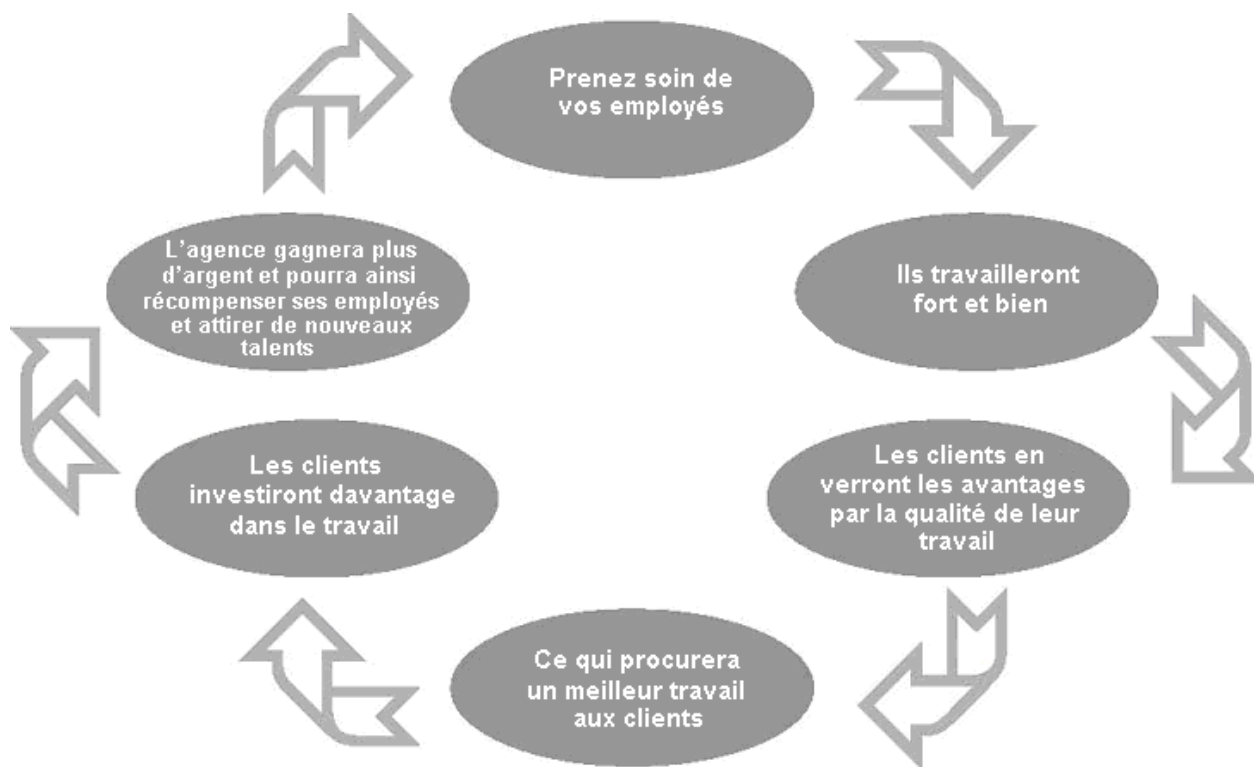 Prenez soin de
vos employés
Ils travailleront
fort et bien
Les clients en
verront les avantages
par la qualité de leur
travail
Ce qui procurera
un meilleur travail
aux clients
Les clients
investiront davantage
dans le travail
L’agence gagnera plus
d’argent et pourra ainsi
récompenser ses employés
et attirer de nouveaux
talents